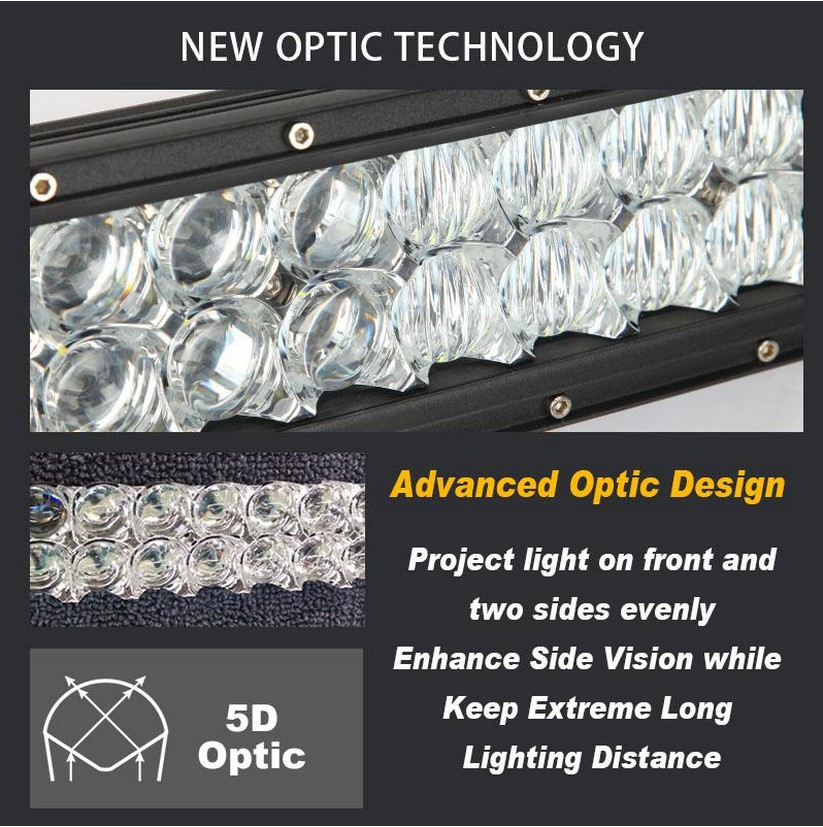 NEW OPTIC TECHNOLOGY
Advanced Optic Design
Project light on front and
two sides evenly
Enhance Side Vision while
Keep Extreme Long
Lighting Distance
5D
Optic